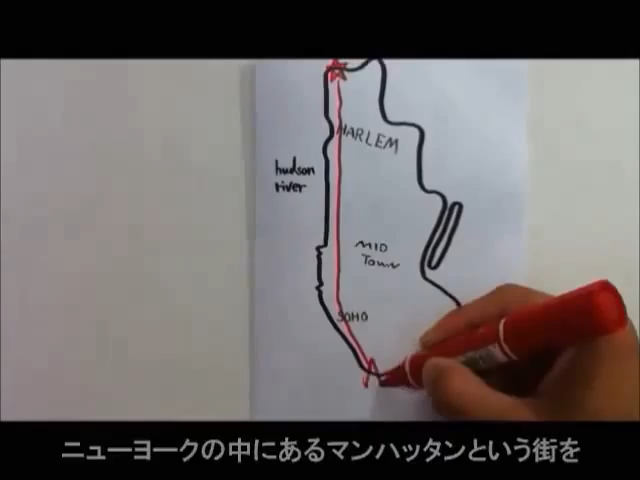 HARLEM
hudson
river
MID
Town
SOHO
ニューヨークの中にあるマンハッタンという街を